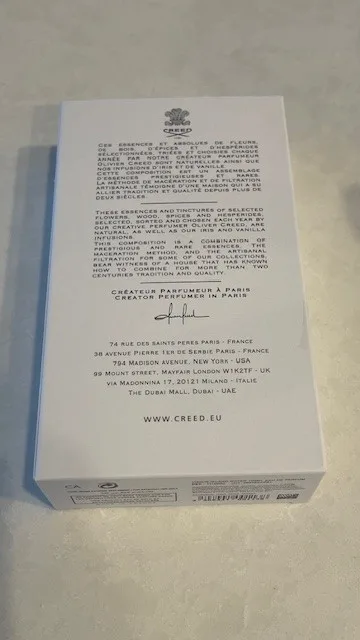 CREED
CES ESSENCES ET ABSOLUES DE FLEURS,
DE BOIS, D'ÉPICES ET D'HESPÉRIDES
SÉLECTIONNÉES, TRIÉES ET CHOISIES CHAQUE
ANNÉE PAR NOTRE CRÉATEUR PARFUMEUR
OLIVIER CREED SONT NATURELLES AINSI QUE
NOS INFUSIONS D'IRIS ET DE VANILLE.
CETTE COMPOSITION EST UN ASSEMBLAGE
D'ESSENCES PRESTIGIEUSES ET RARES.
LA MÉTHODE DE MACÉRATION ET DE FILTRATION
ARTISANALE TÉMOIGNE D'UNE MAISON QUI A SU
ALLIER TRADITION ET QUALITÉ DEPUIS PLUS DE
DEUX SIÈCLES.
THESE ESSENCES AND TINCTURES OF SELECTED
FLOWERS, WOOD, SPICES AND HESPERIDES,
SELECTED, SORTED AND CHOSEN EACH YEAR BY
OUR CREATIVE PERFUMER OLIVER CREED, ARE
NATURAL AS WELL AS OUR IRIS AND VANILLA
INFUSIONS.
THIS COMPOSITION IS A COMBINATION OF
PRESTIGIOUS AND RARE ESSENCES. THE
MACERATION METHOD, AND THE ARTISANAL
FILTRATION FOR SOME OF OUR COLLECTIONS,
BEAR WITNESS OF A HOUSE THAT HAS KNOWN
HOW TO COMBINE FOR MORE THAN TWO
CENTURIES TRADITION AND QUALITY.
CRÉATEUR PARFUMEUR À PARIS
CREATOR PERFUMER IN PARIS
74 RUE DES SAINTS PERES PARIS - FRANCE
38 AVENUE PIERRE 1ER DE SERBIE PARIS - FRANCE
794 MADISON AVENUE, NEW YORK - USA
99 MOUNT STREET, MAYFAIR LONDON W1K2TF - UK
VIA MADONNINA 17, 20121 MILANO - ITALIE
THE DUBAI MALL, DUBAI - UAE
WWW.CREED.EU
CA